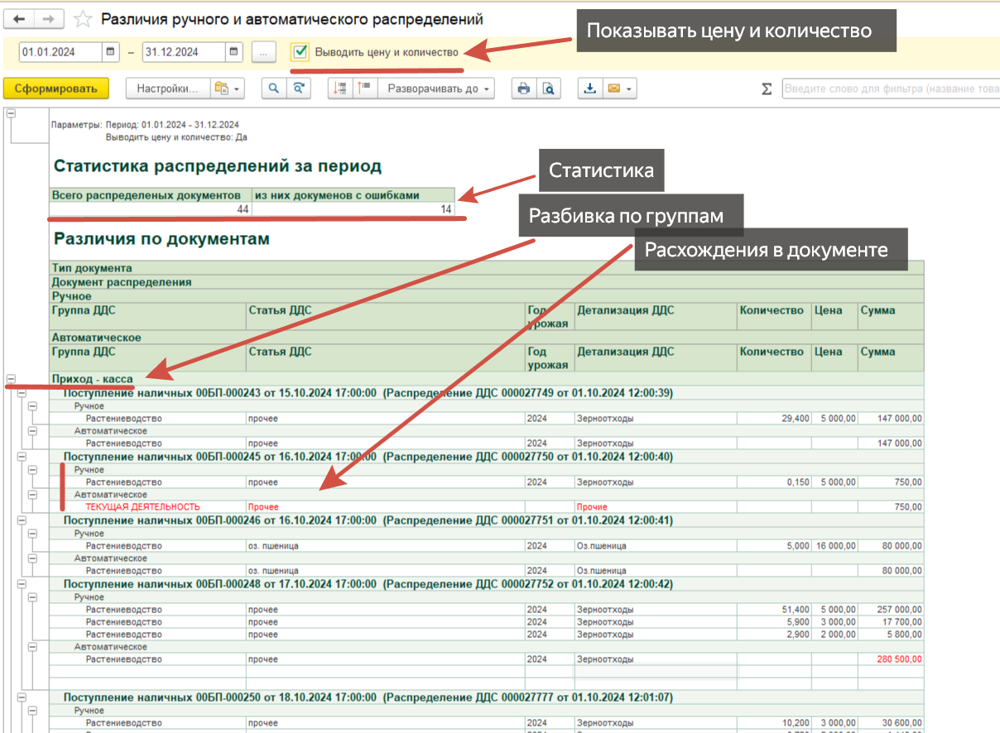 Различия ручного и автоматического распределений
Показывать цену и количество
01.01.2024 – 31.12.2024 ... Выводить цену и количество
Сформировать Настройки... Разворачивать до Σ Введите слово для фильтра (название това
Параметры: Период: 01.01.2024 - 31.12.2024
Выводить цену и количество: Да
Статистика распределений за период
Статистика
Всего распределеных документов из них докуменов с ошибками
44 14
Разбивка по группам
Различия по документам
Расхождения в документе
Тип документа
Документ распределения
Ручное
Группа ДДС Статья ДДС Год урожая Детализация ДДС Количество Цена Сумма
Автоматическое
Группа ДДС Статья ДДС Год урожая Детализация ДДС Количество Цена Сумма
Приход - касса
Поступление наличных 00БП-000243 от 15.10.2024 17:00:00 (Распределение ДДС 000027749 от 01.10.2024 12:00:39)
Ручное
Растениеводство прочее 2024 Зерноотходы 29,400 5 000,00 147 000,00
Автоматическое
Растениеводство прочее 2024 Зерноотходы 147 000,00
Поступление наличных 00БП-000245 от 16.10.2024 17:00:00 (Распределение ДДС 000027750 от 01.10.2024 12:00:40)
Ручное
Растениеводство прочее 2024 Зерноотходы 0,150 5 000,00 750,00
Автоматическое
ТЕКУЩАЯ ДЕЯТЕЛЬНОСТЬ Прочее Прочие 750,00
Поступление наличных 00БП-000246 от 16.10.2024 17:00:00 (Распределение ДДС 000027751 от 01.10.2024 12:00:41)
Ручное
Растениеводство оз. пшеница 2024 Оз.пшеница 5,000 16 000,00 80 000,00
Автоматическое
Растениеводство оз. пшеница 2024 Оз.пшеница 80 000,00
Поступление наличных 00БП-000248 от 17.10.2024 17:00:00 (Распределение ДДС 000027752 от 01.10.2024 12:00:42)
Ручное
Растениеводство прочее 2024 Зерноотходы 51,400 5 000,00 257 000,00
Растениеводство прочее 2024 Зерноотходы 5,900 3 000,00 17 700,00
Растениеводство прочее 2024 Зерноотходы 2,900 2 000,00 5 800,00
Автоматическое
Растениеводство прочее 2024 Зерноотходы 280 500,00
Поступление наличных 00БП-000250 от 18.10.2024 17:00:00 (Распределение ДДС 000027777 от 01.10.2024 12:01:07)
Ручное
Растениеводство прочее 2024 Зерноотходы 10,200 3 000,00 30 600,00